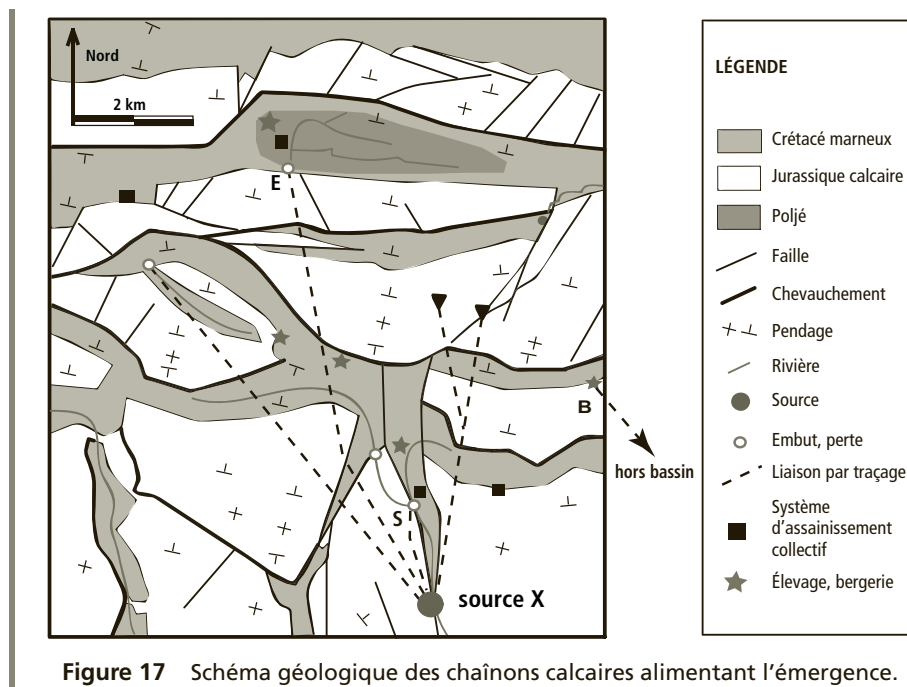 Nord
2 km
E
S
B
hors bassin
source X
LÉGENDE
Crétacé marneux
Jurassique calcaire
Poljé
Faille
Chevauchement
Pendage
Rivière
Source
Embut, perte
Liaison par traçage
Système
d'assainissement
collectif
Élevage, bergerie
Figure 17 Schéma géologique des chaînons calcaires alimentant l'émergence.